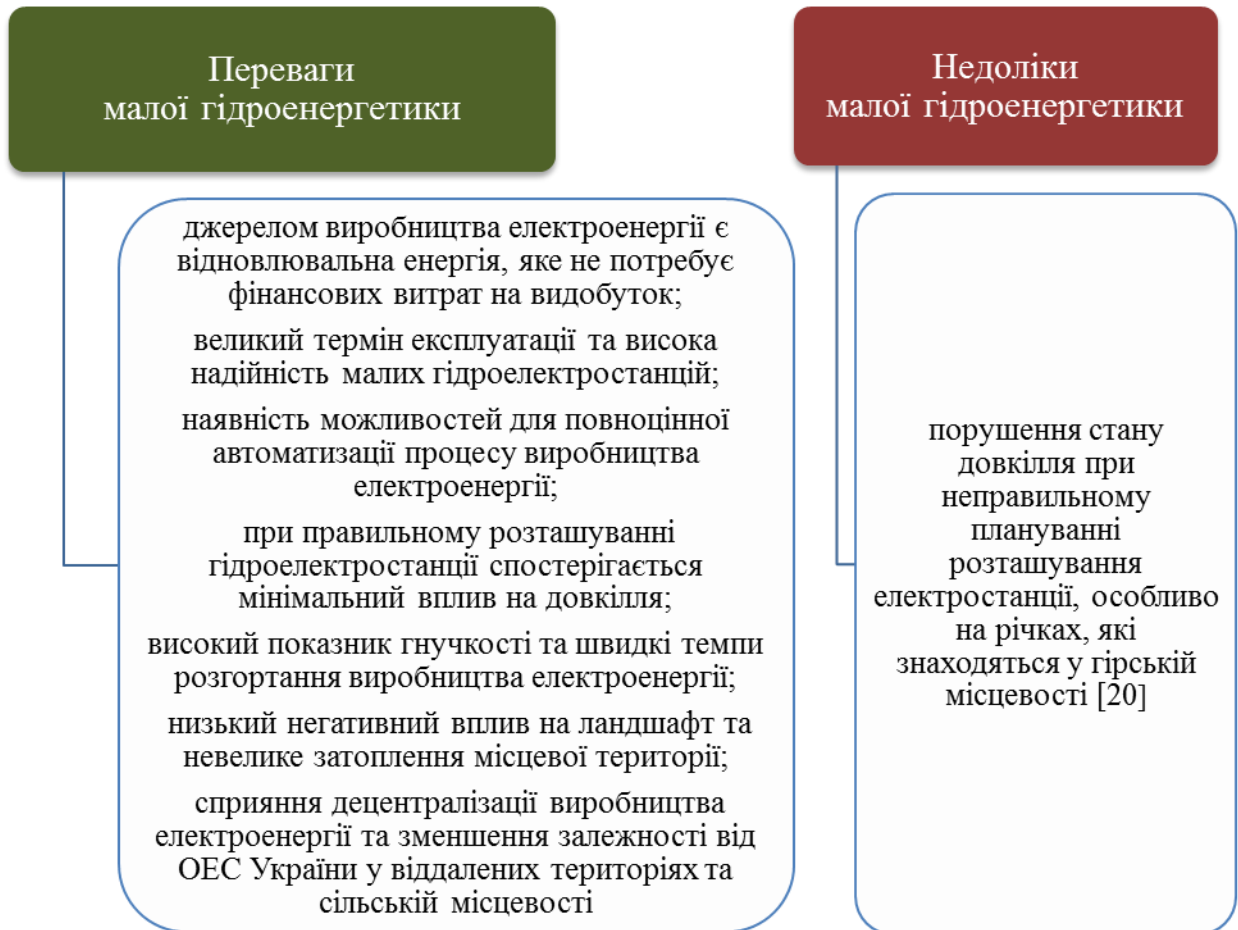 Переваги
малої гідроенергетики
джерелом виробництва електроенергії є
відновлювальна енергія, яке не потребує
фінансових витрат на видобуток;
великий термін експлуатації та висока
надійність малих гідроелектростанцій;
наявність можливостей для повноцінної
автоматизації процесу виробництва
електроенергії;
при правильному розташуванні
гідроелектростанції спостерігається
мінімальний вплив на довкілля;
високий показник гнучкості та швидкі темпи
розгортання виробництва електроенергії;
низький негативний вплив на ландшафт та
невелике затоплення місцевої території;
сприяння децентралізації виробництва
електроенергії та зменшення залежності від
ОЕС України у віддалених територіях та
сільській місцевості
Недоліки
малої гідроенергетики
порушення стану
довкілля при
неправильному
плануванні
розташування
електростанції, особливо
на річках, які
знаходяться у гірській
місцевості [20]